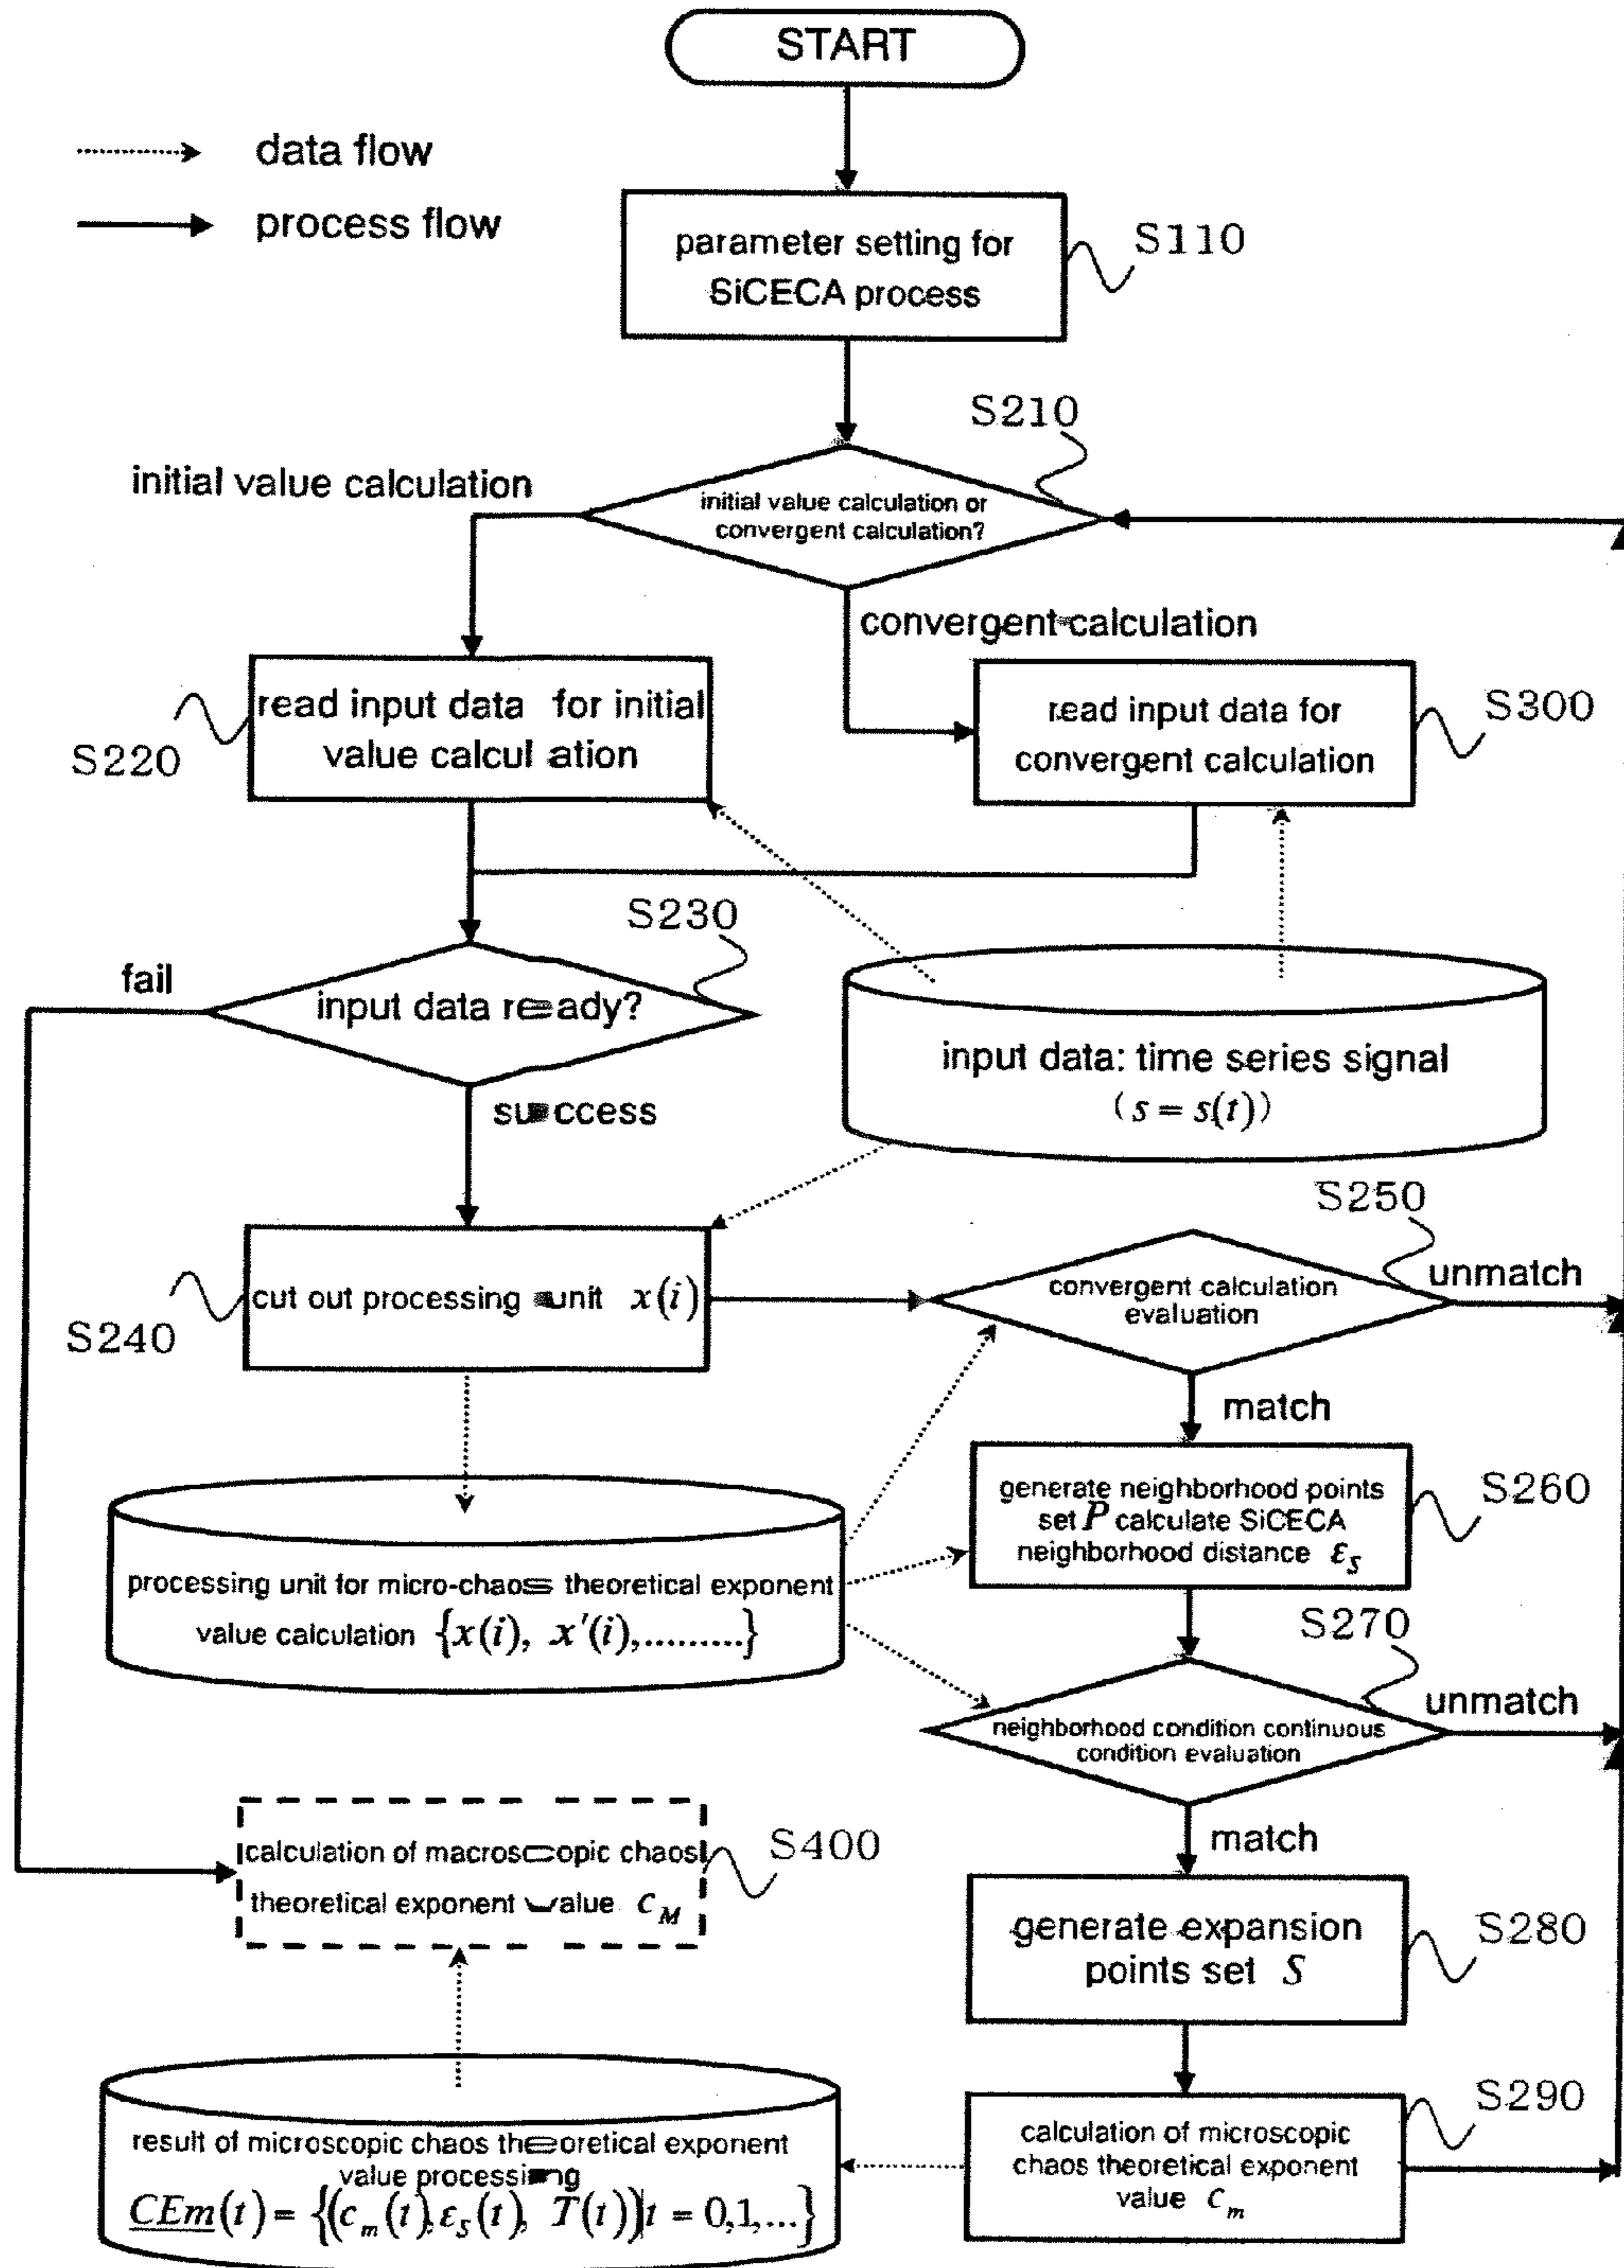 START
data flow
process flow
parameter setting for
SiCECA process
S110
S210
initial value calculation
initial value calculation or
convergent calculation?
convergent calculation
read input data for initial
value calculation
S220
read input data for
convergent calculation
S300
S230
fail
input data ready?
success
input data: time series signal
(s = s(t))
S250
cut out processing unit x(i)
S240
convergent calculation
evaluation
unmatch
match
generate neighborhood points
set P calculate SiCECA
neighborhood distance ε_S
S260
processing unit for micro-chaos theoretical exponent
value calculation {x(i), x'(i),.........}
S270
neighborhood condition continuous
condition evaluation
unmatch
match
calculation of macroscopic chaos
theoretical exponent value c_M
S400
generate expansion
points set S
S280
calculation of microscopic
chaos theoretical exponent
value c_m
S290
result of microscopic chaos theoretical exponent
value processing
CEm(t) = {(c_m(t), ε_S(t), T(t))|t = 0,1,...}